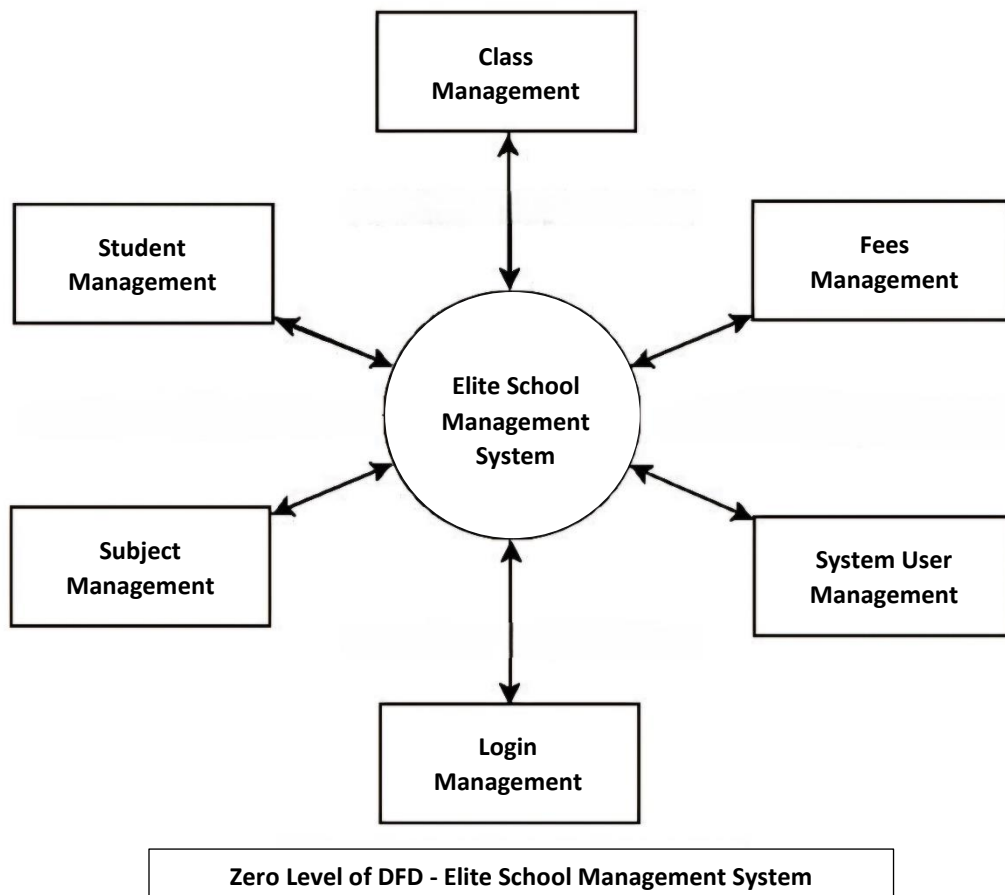 Class
Management
Student
Management
Fees
Management
Elite School
Management
System
Subject
Management
System User
Management
Login
Management
Zero Level of DFD - Elite School Management System